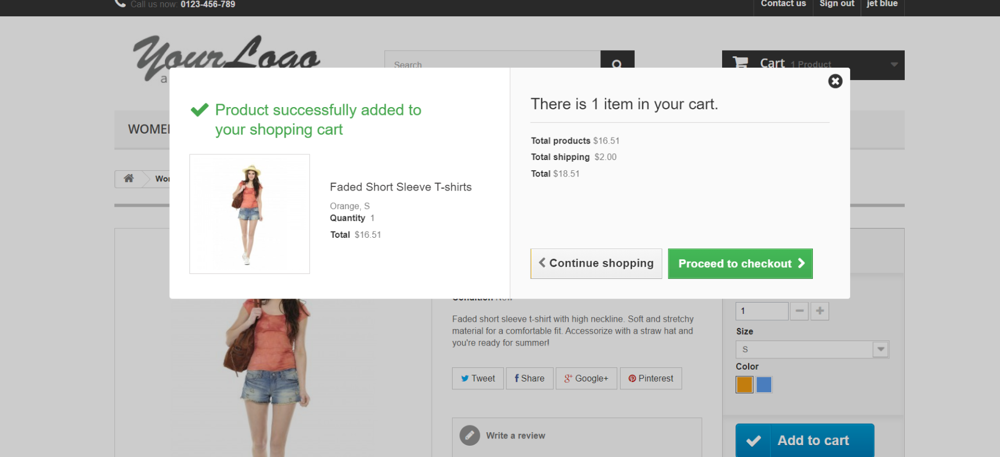 Call us now: 0123-456-789
Contact us
Sign out
jet blue
Your Logo
a
Search
Cart 1 Product
Product successfully added to
your shopping cart
Faded Short Sleeve T-shirts
Orange, S
Quantity 1
Total $16.51
There is 1 item in your cart.
Total products $16.51
Total shipping $2.00
Total $18.51
Continue shopping
Proceed to checkout
WOME
Wo
Condition New
Faded short sleeve t-shirt with high neckline. Soft and stretchy
material for a comfortable fit. Accessorize with a straw hat and
you're ready for summer!
Tweet
Share
Google+
Pinterest
Write a review
1
Size
S
Color
Add to cart